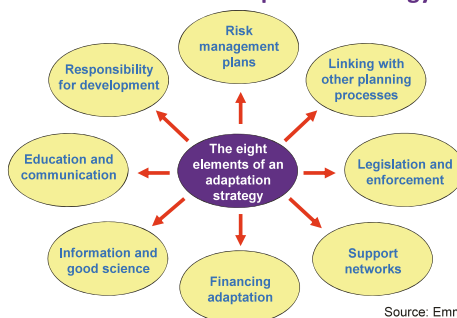 Risk
management
plans
Responsibility
for development
Linking with
other planning
processes
The eight
elements of an
adaptation
strategy
Education and
communication
Legislation and
enforcement
Information and
good science
Support
networks
Financing
adaptation
Source: